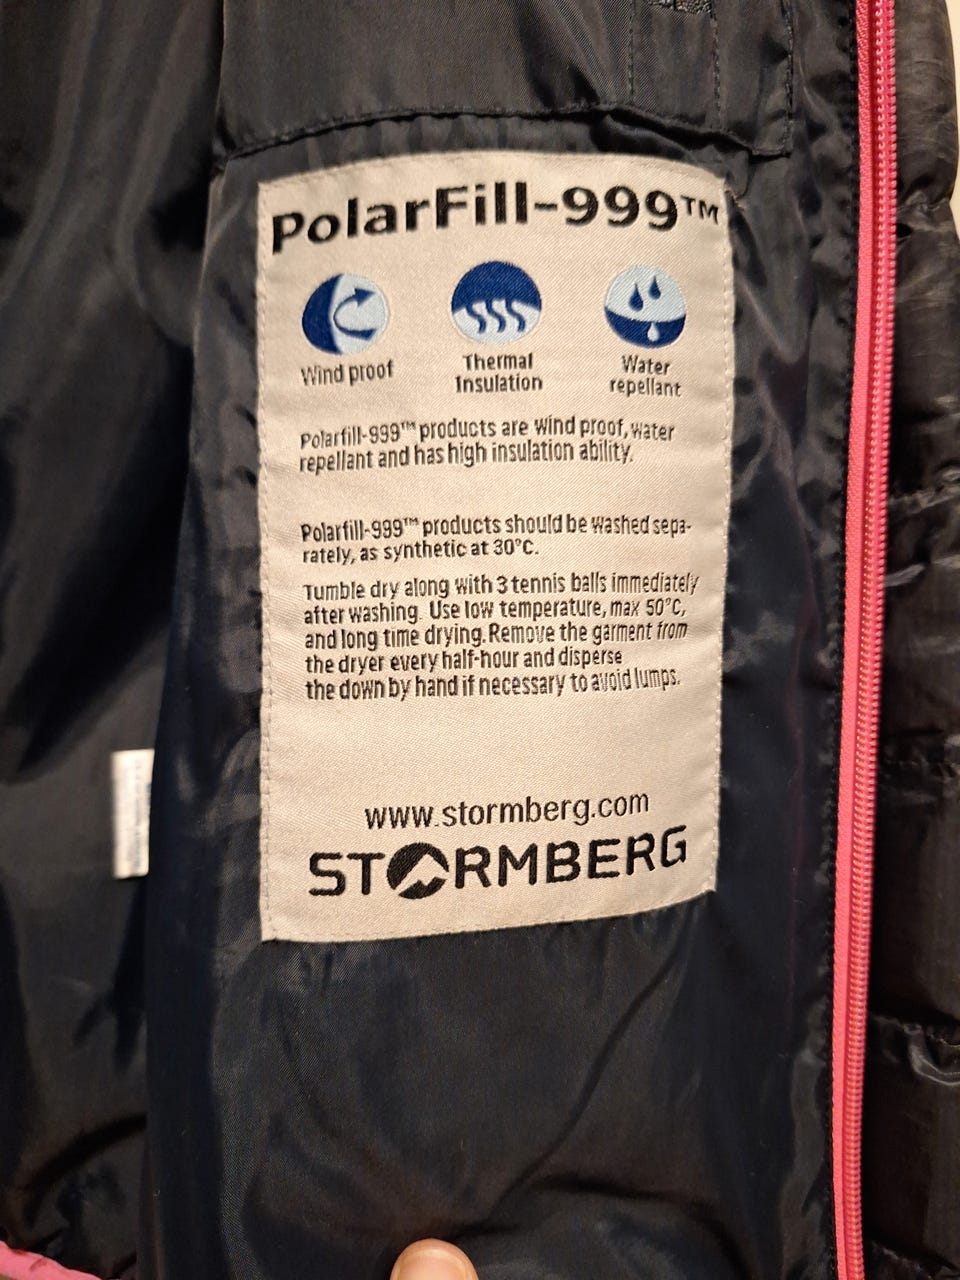 PolarFill-999™
Wind proof
Thermal
Insulation
Water
repellant
Polarfill-999™ products are wind proof, water
repellant and has high insulation ability.
Polarfill-999™ products should be washed sepa-
rately, as synthetic at 30°C.
Tumble dry along with 3 tennis balls immediately
after washing. Use low temperature, max 50°C,
and long time drying. Remove the garment from
the dryer every half-hour and disperse
the down by hand if necessary to avoid lumps.
www.stormberg.com
STORMBERG